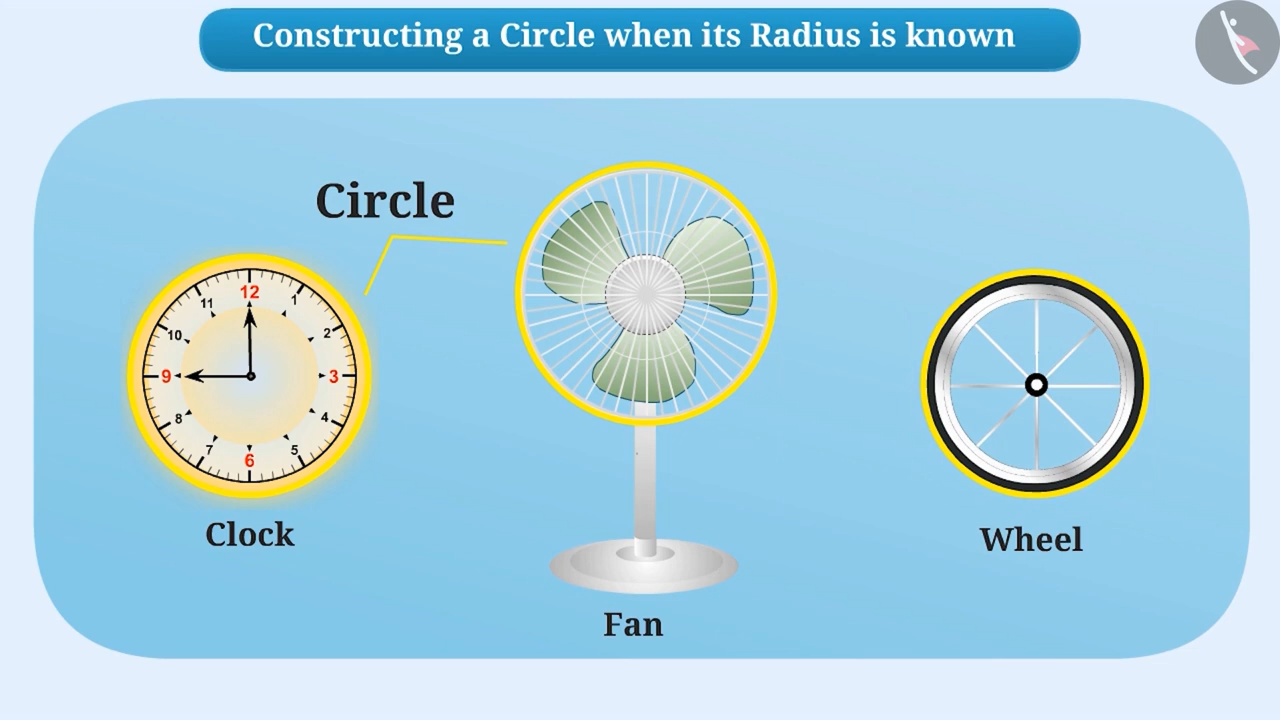 Constructing a Circle when its Radius is known
Circle
12
1
2
3
4
5
6
7
8
9
10
11
Clock
Fan
Wheel